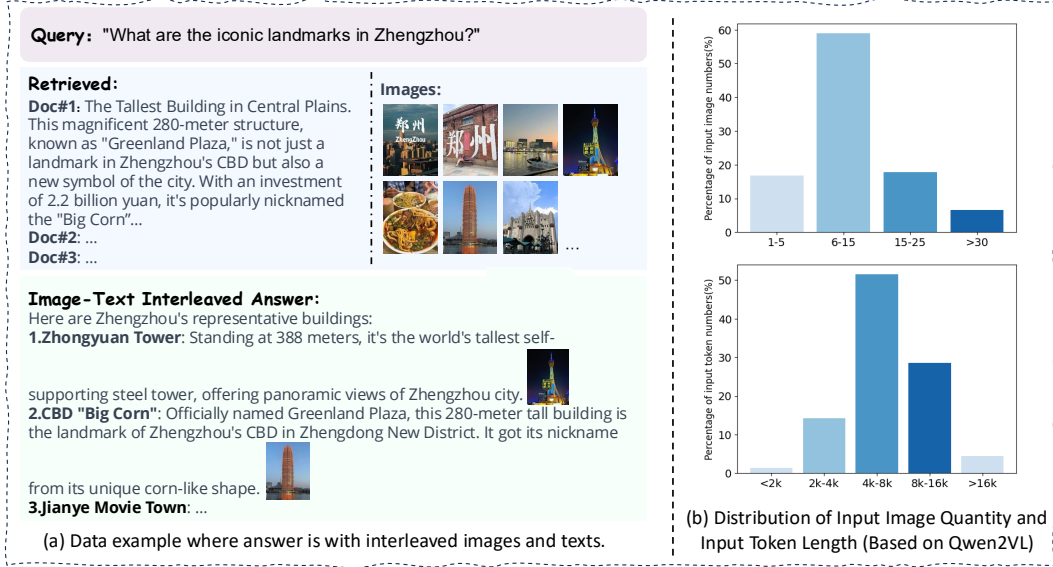 Query: "What are the iconic landmarks in Zhengzhou?"
Retrieved:
Doc#1: The Tallest Building in Central Plains.
This magnificent 280-meter structure,
known as "Greenland Plaza," is not just a
landmark in Zhengzhou's CBD but also a
new symbol of the city. With an investment
of 2.2 billion yuan, it's popularly nicknamed
the "Big Corn"...
Doc#2: ...
Doc#3: ...
Images:
郑州
ZhengZhou
郑州
...
Image-Text Interleaved Answer:
Here are Zhengzhou's representative buildings:
1.Zhongyuan Tower: Standing at 388 meters, it's the world's tallest self-
supporting steel tower, offering panoramic views of Zhengzhou city.
2.CBD "Big Corn": Officially named Greenland Plaza, this 280-meter tall building is
the landmark of Zhengzhou's CBD in Zhengdong New District. It got its nickname
from its unique corn-like shape.
3.Jianye Movie Town: ...
(a) Data example where answer is with interleaved images and texts.
Percentage of input image numbers(%)
60
50
40
30
20
10
0
1-5 6-15 15-25 >30
Percentage of input token numbers(%)
50
40
30
20
10
0
<2k 2k-4k 4k-8k 8k-16k >16k
(b) Distribution of Input Image Quantity and
Input Token Length (Based on Qwen2VL)